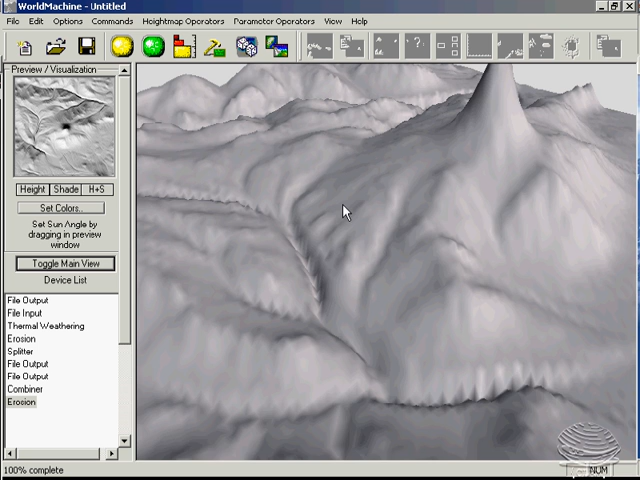 WorldMachine - Untitled
File Options Commands Heightmap Operators Parameter Operators View Help
Preview / Visualization
Height Shade H+S
Set Colors..
Set Sun Angle by
dragging in preview
window
Toggle Main View
Device List
File Output
File Input
Thermal Weathering
Erosion
Splitter
File Output
File Output
Combiner
Erosion
100% complete
NUM